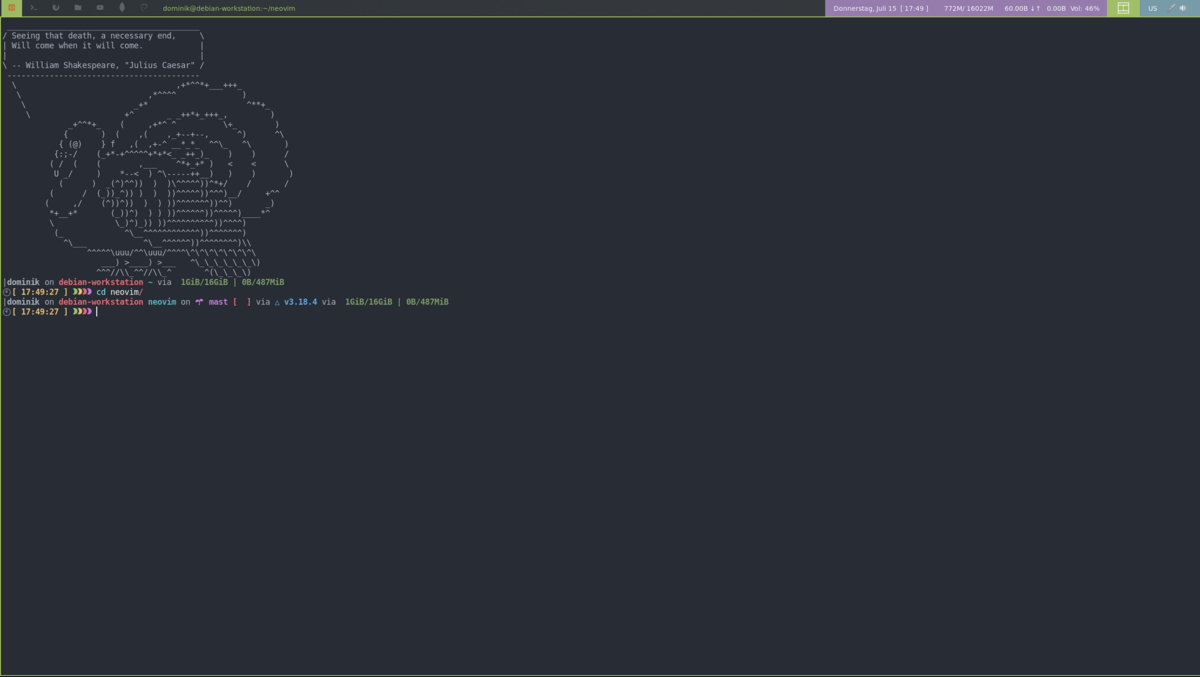 dominik@debian-workstation:~/neovim
Donnerstag, Juli 15 [ 17:49 ]
772M/ 16022M
60.00B ↓↑ 0.00B Vol: 46%
US
/ Seeing that death, a necessary end, \
| Will come when it will come. |
| |
\ -- William Shakespeare, "Julius Caesar" /
|dominik on debian-workstation ~ via 1GiB/16GiB | 0B/487MiB
[ 17:49:27 ] cd neovim/
|dominik on debian-workstation neovim on mast [ ] via △ v3.18.4 via 1GiB/16GiB | 0B/487MiB
[ 17:49:27 ]